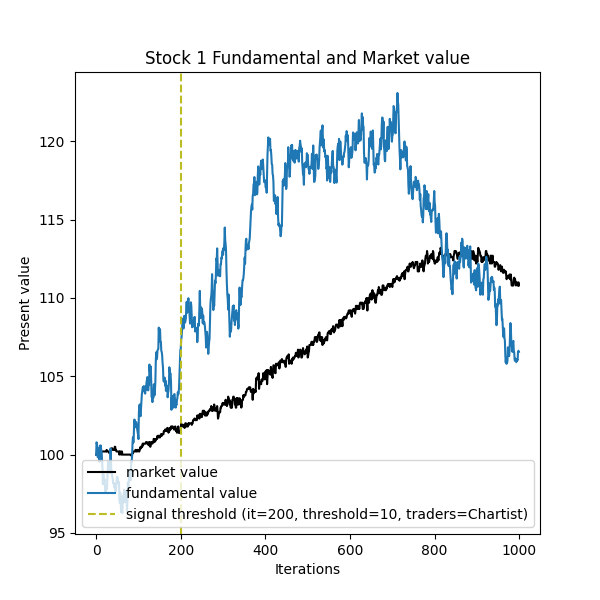 Stock 1 Fundamental and Market value
Present value
120
115
110
105
100
95
market value
fundamental value
signal threshold (it=200, threshold=10, traders=Chartist)
0 200 400 600 800 1000
Iterations